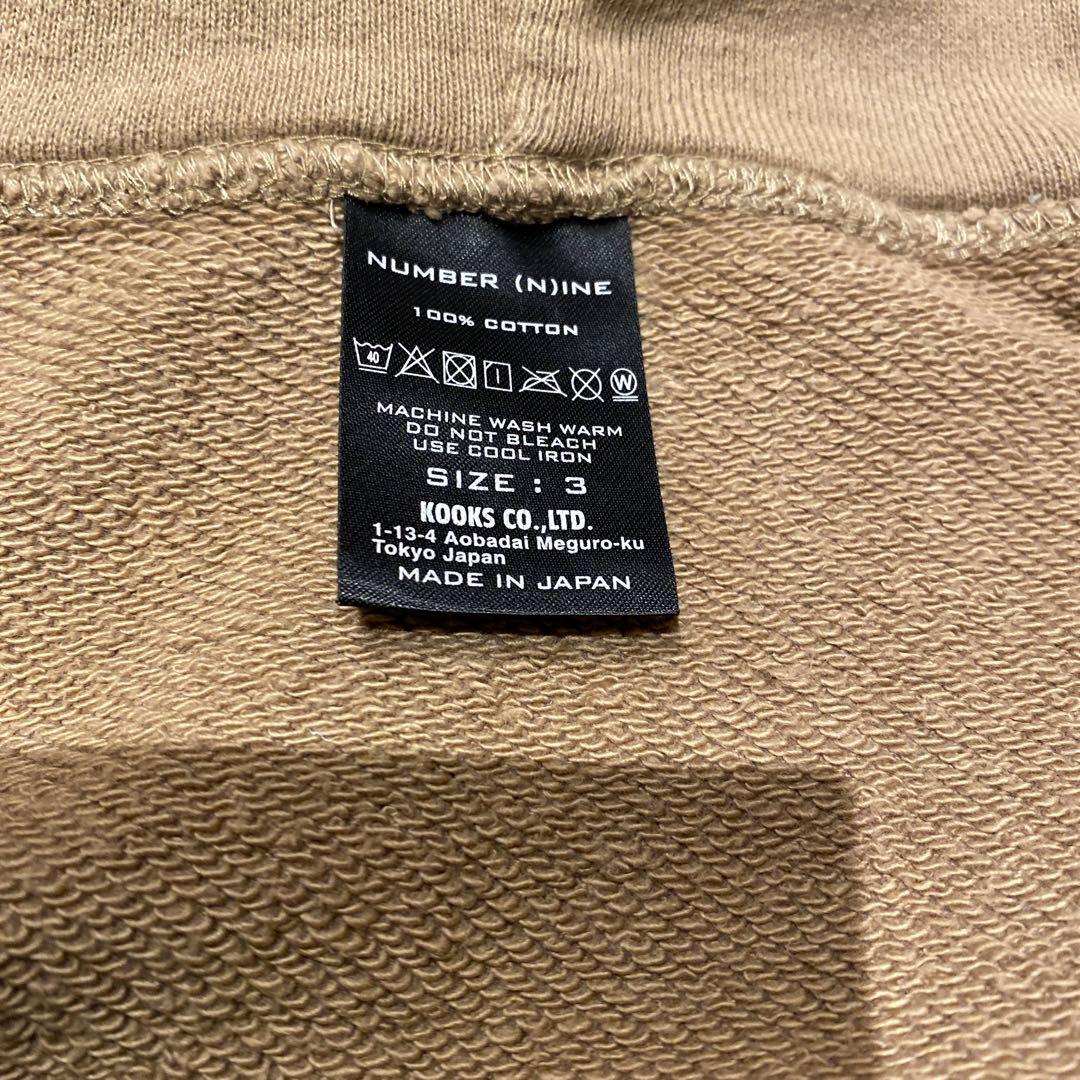 NUMBER (N)INE
100% COTTON
40 W
MACHINE WASH WARM
DO NOT BLEACH
USE COOL IRON
SIZE : 3
KOOKS CO.,LTD.
1-13-4 Aobadai Meguro-ku
Tokyo Japan
MADE IN JAPAN